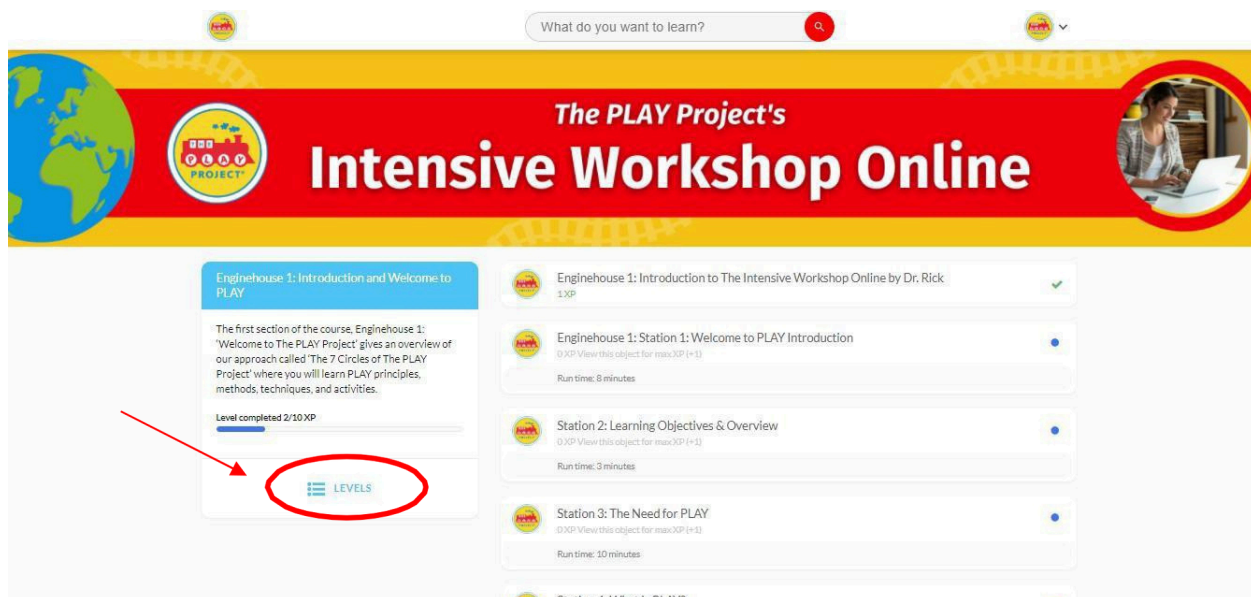 What do you want to learn?
The PLAY Project's
Intensive Workshop Online
THE
PLAY
PROJECT
Enginehouse 1: Introduction and Welcome to
PLAY
The first section of the course, Enginehouse 1:
'Welcome to The PLAY Project' gives an overview of
our approach called 'The 7 Circles of The PLAY
Project' where you will learn PLAY principles,
methods, techniques, and activities.
Level completed 2/10 XP
LEVELS
Enginehouse 1: Introduction to The Intensive Workshop Online by Dr. Rick
1 XP
Enginehouse 1: Station 1: Welcome to PLAY Introduction
0 XP View this object for max XP (+1)
Run time: 8 minutes
Station 2: Learning Objectives & Overview
0 XP View this object for max XP (+1)
Run time: 3 minutes
Station 3: The Need for PLAY
0 XP View this object for max XP (+1)
Run time: 10 minutes